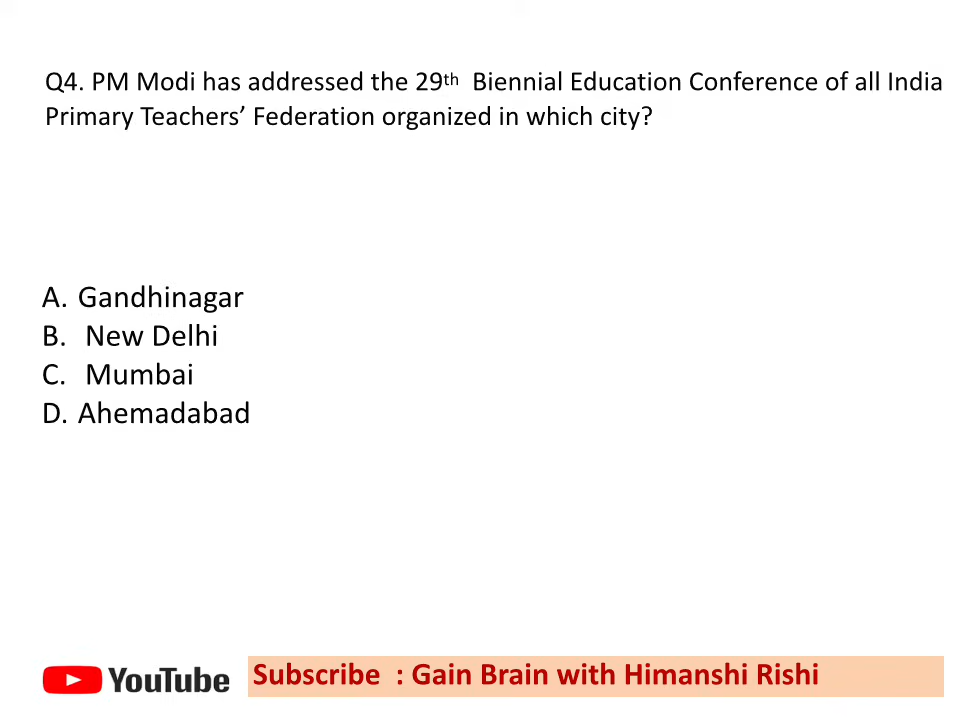 Q4. PM Modi has addressed the 29th Biennial Education Conference of all India
Primary Teachers’ Federation organized in which city?
A. Gandhinagar
B. New Delhi
C. Mumbai
D. Ahemadabad
YouTube
Subscribe : Gain Brain with Himanshi Rishi